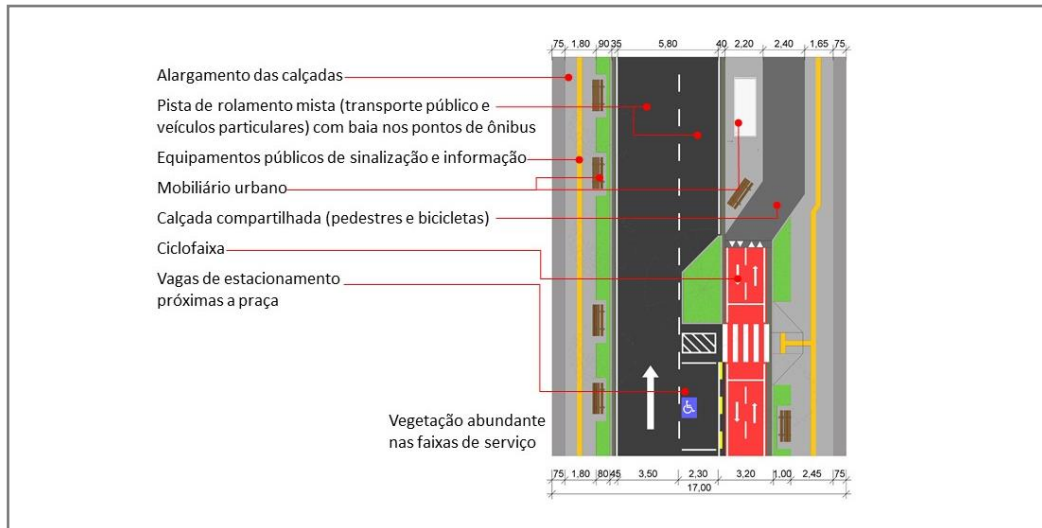 75 1,80 90 35 5,80 40 2,20 2,40 1,65 75
Alargamento das calçadas
Pista de rolamento mista (transporte público e
veículos particulares) com baia nos pontos de ônibus
Equipamentos públicos de sinalização e informação
Mobiliário urbano
Calçada compartilhada (pedestres e bicicletas)
Ciclofaixa
Vagas de estacionamento
próximas a praça
Vegetação abundante
nas faixas de serviço
75 1,80 80 45 3,50 2,30 3,20 1,00 2,45 75
17,00